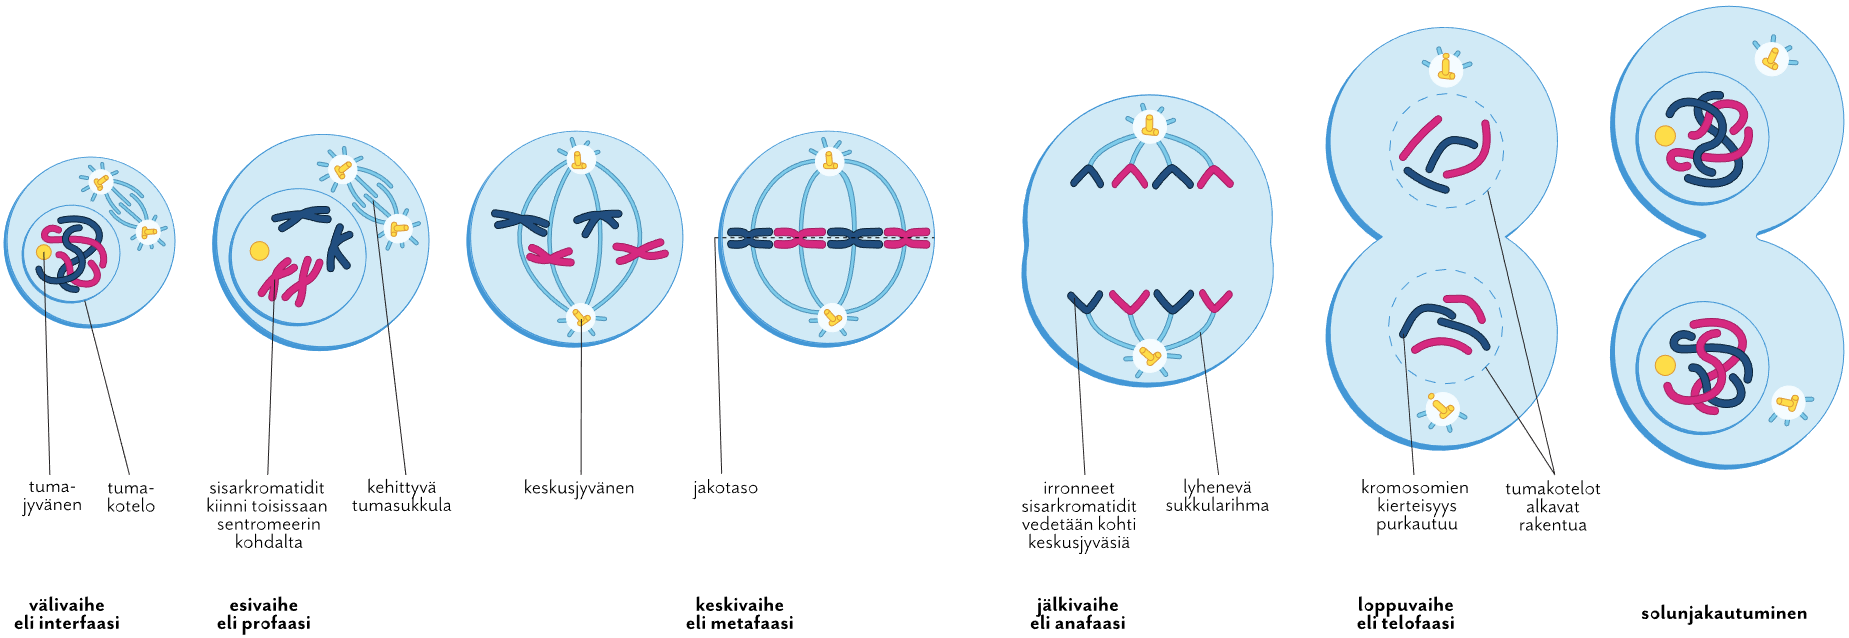 tuma-
jyvänen
tuma-
kotelo
sisarkromatidit
kiinni toisissaan
sentromeerin
kohdalta
kehittyvä
tumasukkula
keskusjyvänen
jakotaso
irronneet
sisarkromatidit
vedetään kohti
keskusjyväsiä
lyhenevä
sukkularihma
kromosomien
kierteisyys
purkautuu
tumakotelot
alkavat
rakentua
välivaihe
eli interfaasi
esivaihe
eli profaasi
keskivaihe
eli metafaasi
jälkivaihe
eli anafaasi
loppuvaihe
eli telofaasi
solunjakautuminen